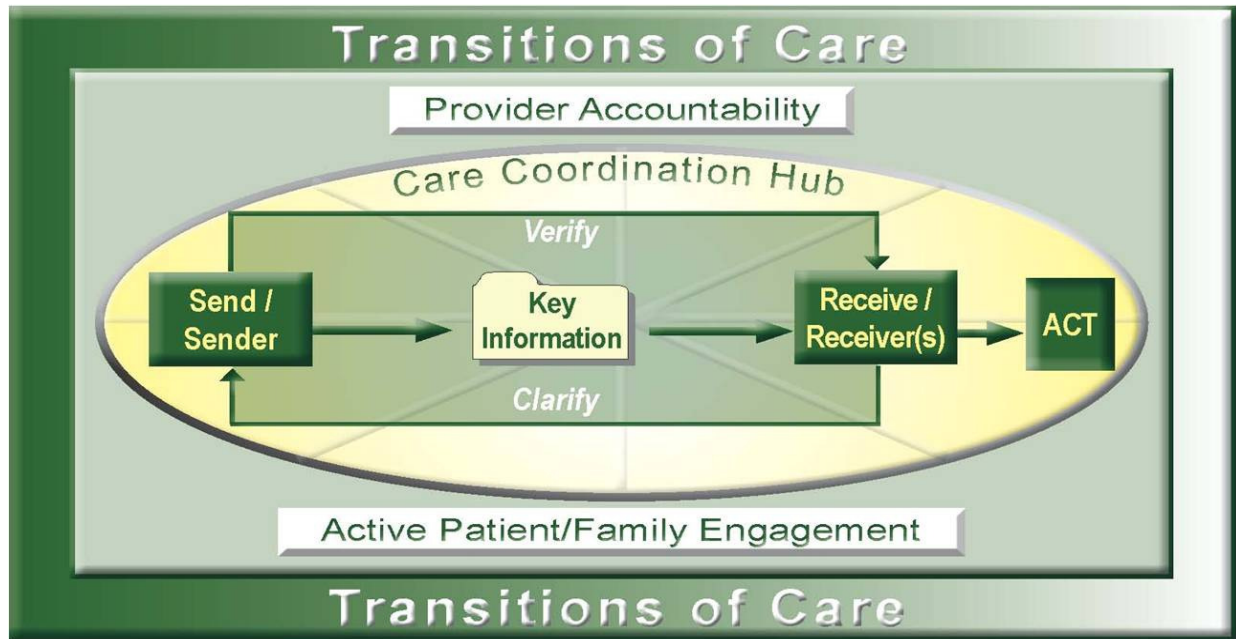 Transitions of Care
Provider Accountability
Care Coordination Hub
Verify
Send /
Sender
Key
Information
Receive /
Receiver(s)
ACT
Clarify
Active Patient/Family Engagement
Transitions of Care